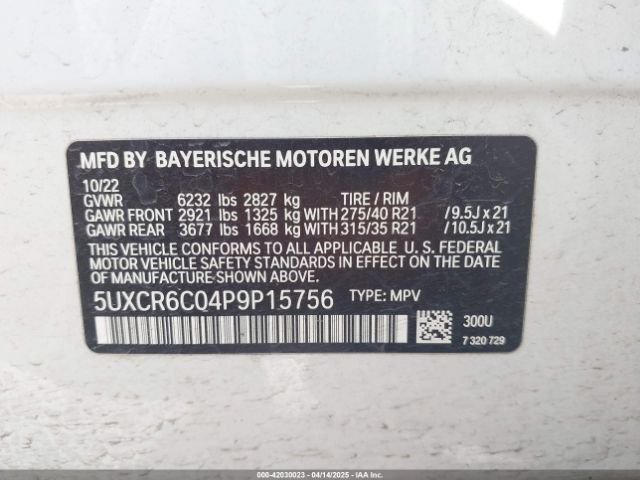 MFD BY BAYERISCHE MOTOREN WERKE AG
10/22
GVWR 6232 lbs 2827 kg TIRE / RIM
GAWR FRONT 2921 lbs 1325 kg WITH 275/40 R21 /9.5J x 21
GAWR REAR 3677 lbs 1668 kg WITH 315/35 R21 /10.5J x 21
THIS VEHICLE CONFORMS TO ALL APPLICABLE U. S. FEDERAL
MOTOR VEHICLE SAFETY STANDARDS IN EFFECT ON THE DATE OF
MANUFACTURE SHOWN ABOVE.
5UXCR6C04P9P15756 TYPE: MPV
300U
7 320 729
000-42030023 - 04/14/2025 - COPYRIGHT IAA, LLC.